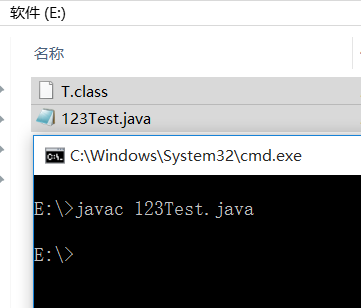 软件 (E:)
名称
T.class
123Test.java
C:\Windows\System32\cmd.exe
E:\>javac 123Test.java
E:\>